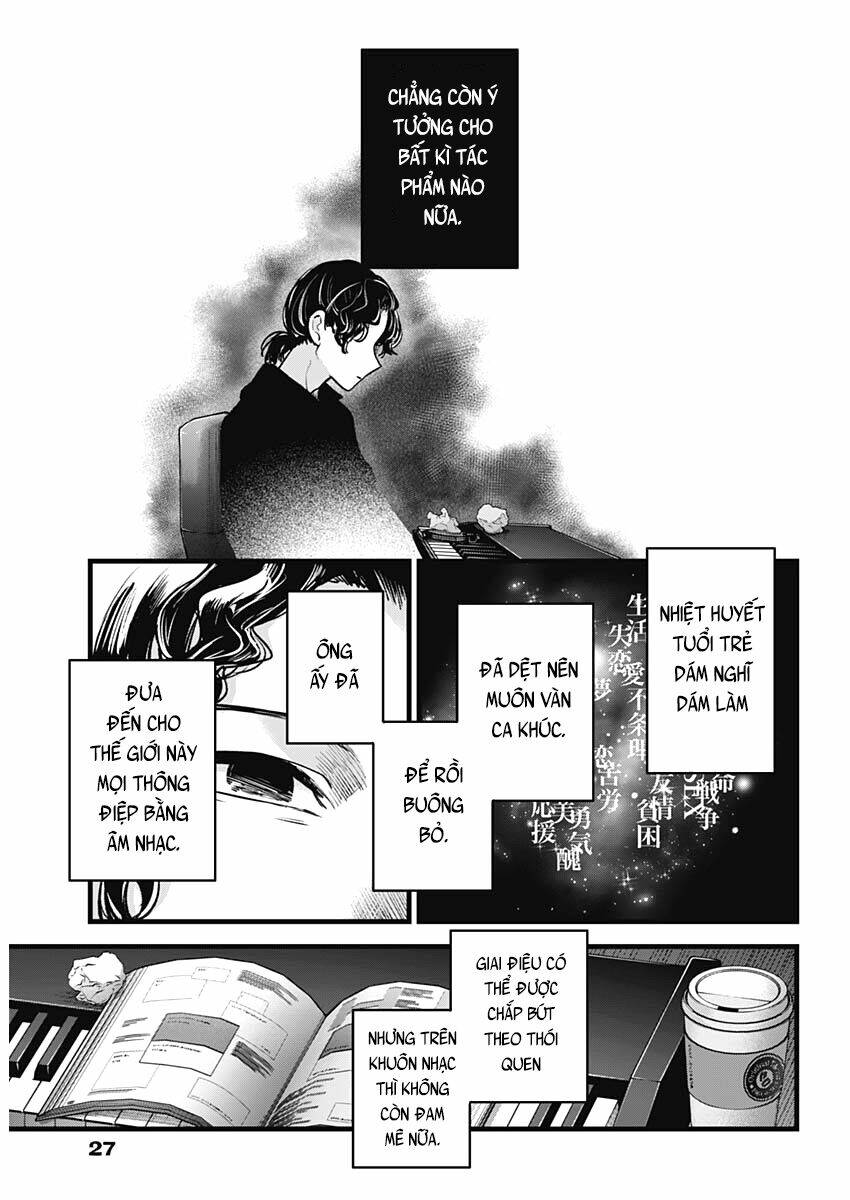 CHẲNG CÒN Ý
TƯỞNG CHO
BẤT KÌ TÁC
PHẨM NÀO
NỮA.
NHIỆT HUYẾT
TUỔI TRẺ
DÁM NGHĨ
DÁM LÀM
生活
失恋
愛
不条理
夢
恋
苦労
友情
貧困
戦争
命
応援
美
勇気
醜
ĐÃ DỆT NÊN
MUÔN VÀN
CA KHÚC.
ĐỂ RỒI
BUÔNG
BỎ.
ÔNG
ẤY ĐÃ
ĐƯA
ĐẾN CHO
THẾ GIỚI NÀY
MỌI THÔNG
ĐIỆP BẰNG
ÂM NHẠC.
GIAI ĐIỆU CÓ
THỂ ĐƯỢC
CHẮP BÚT
THEO THÓI
QUEN
NHƯNG TRÊN
KHUÔN NHẠC
THÌ KHÔNG
CÒN ĐAM
MÊ NỮA.
27